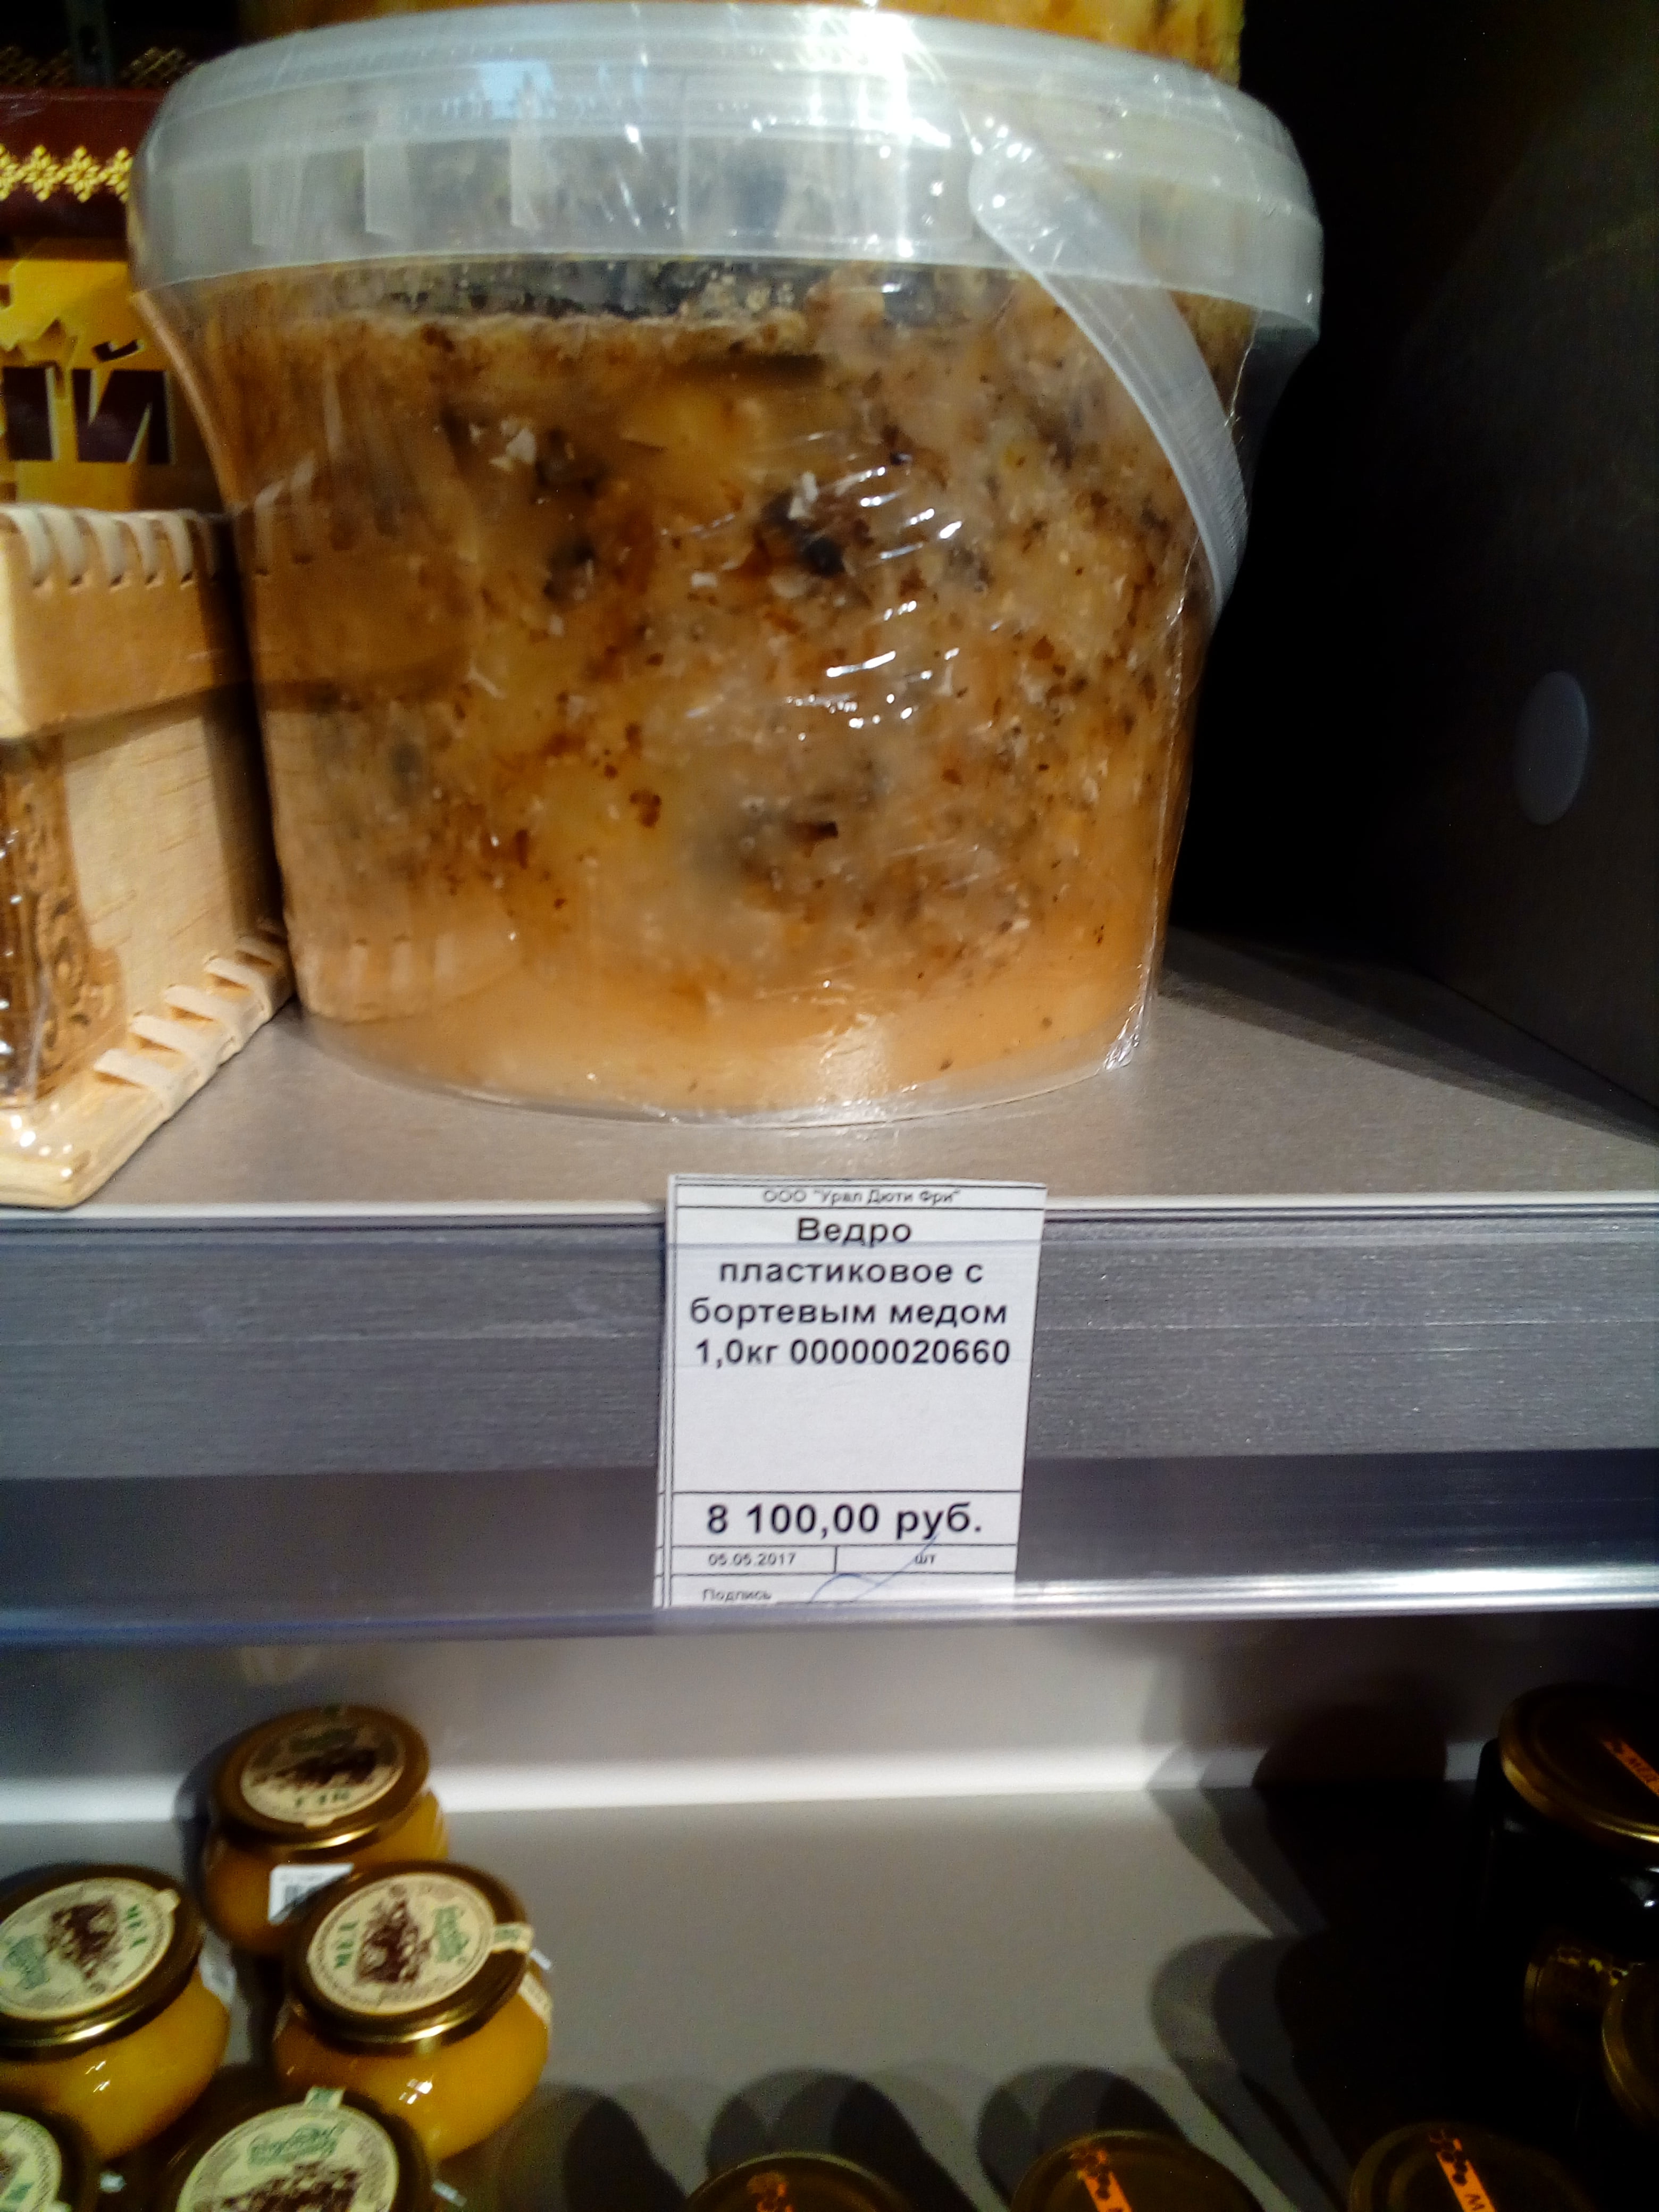 ООО "Урал Дюти Фри"
Ведро
пластиковое с
бортевым медом
1,0кг 00000020660
8 100,00 руб.
05.05.2017 шт
Подпись
МЁД